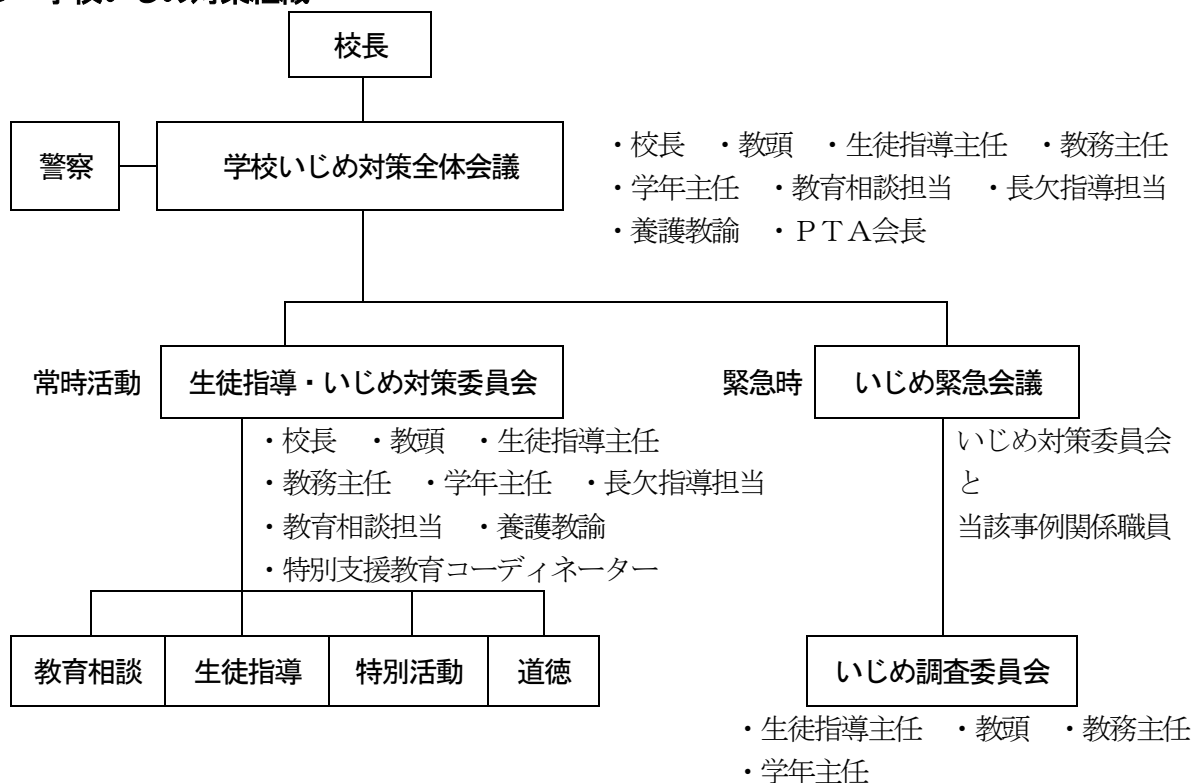 校長
警察
学校いじめ対策全体会議
・校長　・教頭　・生徒指導主任　・教務主任
・学年主任　・教育相談担当　・長欠指導担当
・養護教諭　・ＰＴＡ会長
常時活動
生徒指導・いじめ対策委員会
緊急時
いじめ緊急会議
・校長　・教頭　・生徒指導主任
・教務主任　・学年主任　・長欠指導担当
・教育相談担当　・養護教諭
・特別支援教育コーディネーター
いじめ対策委員会
と
当該事例関係職員
教育相談
生徒指導
特別活動
道徳
いじめ調査委員会
・生徒指導主任　・教頭　・教務主任
・学年主任